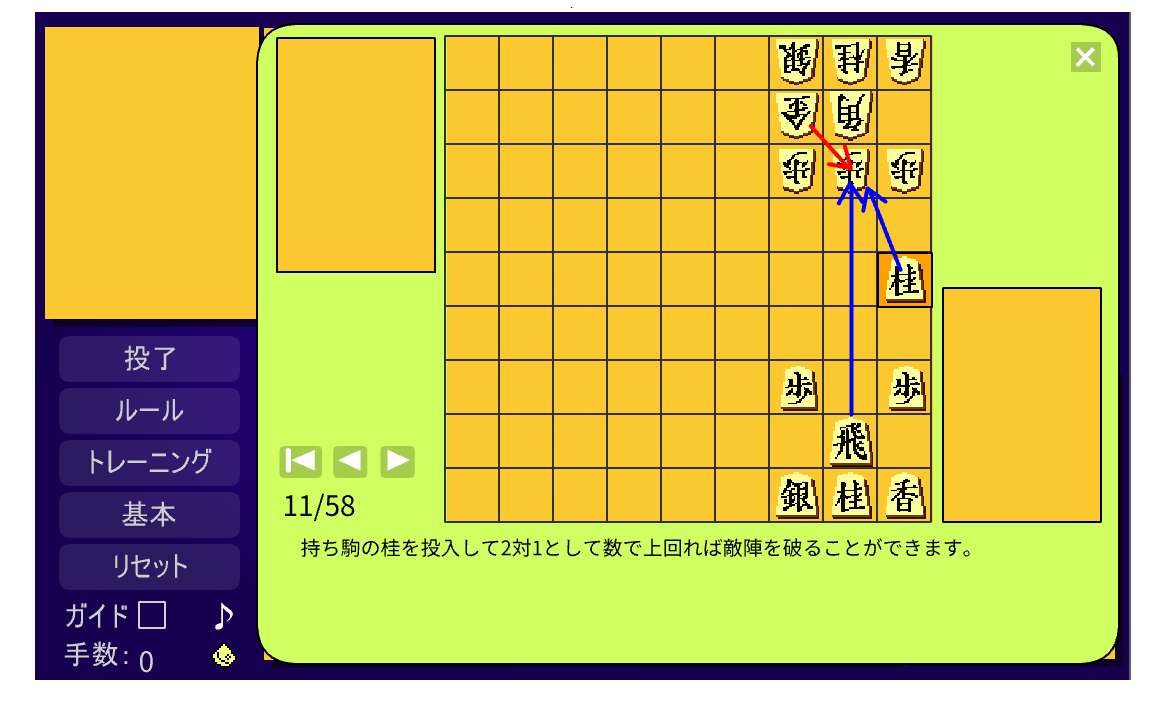 銀 桂 香
金 角
歩 歩 歩
桂
歩 歩
飛
銀 桂 香
投了
ルール
トレーニング
基本
リセット
ガイド
手数: 0
11/58
持ち駒の桂を投入して2対1として数で上回れば敵陣を破ることができます。